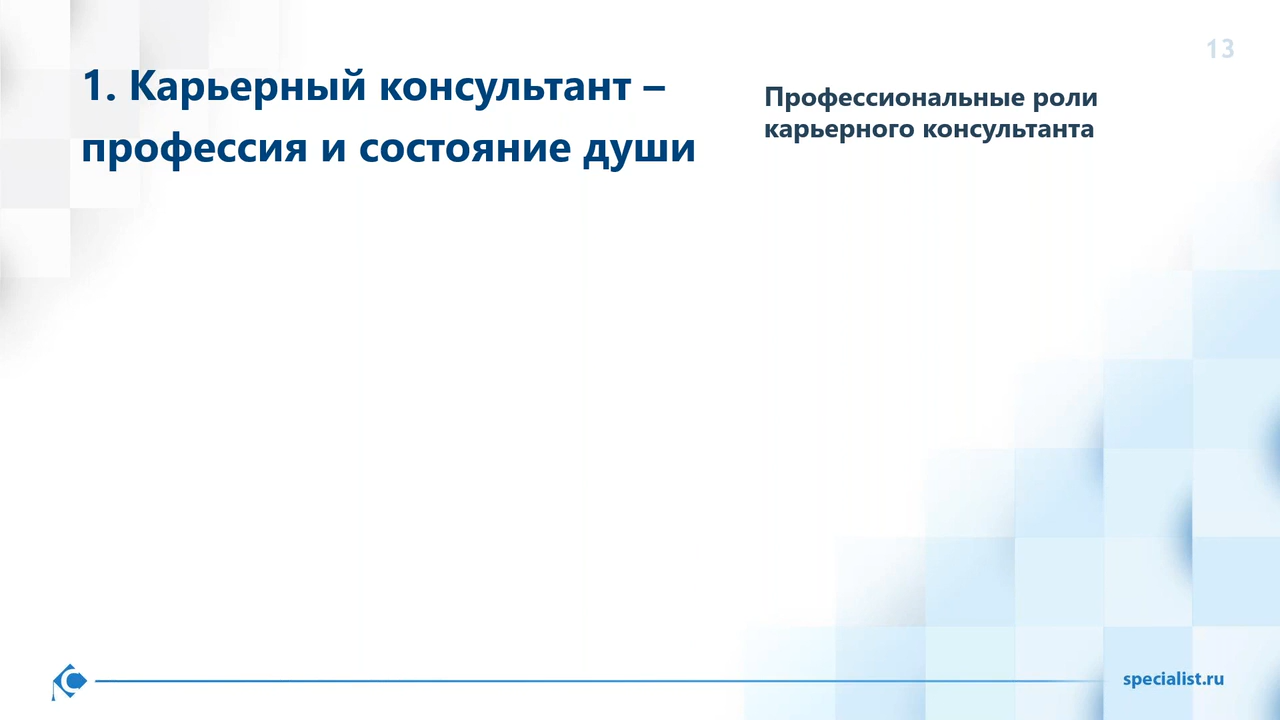 13
1. Карьерный консультант –
профессия и состояние души
Профессиональные роли
карьерного консультанта
specialist.ru